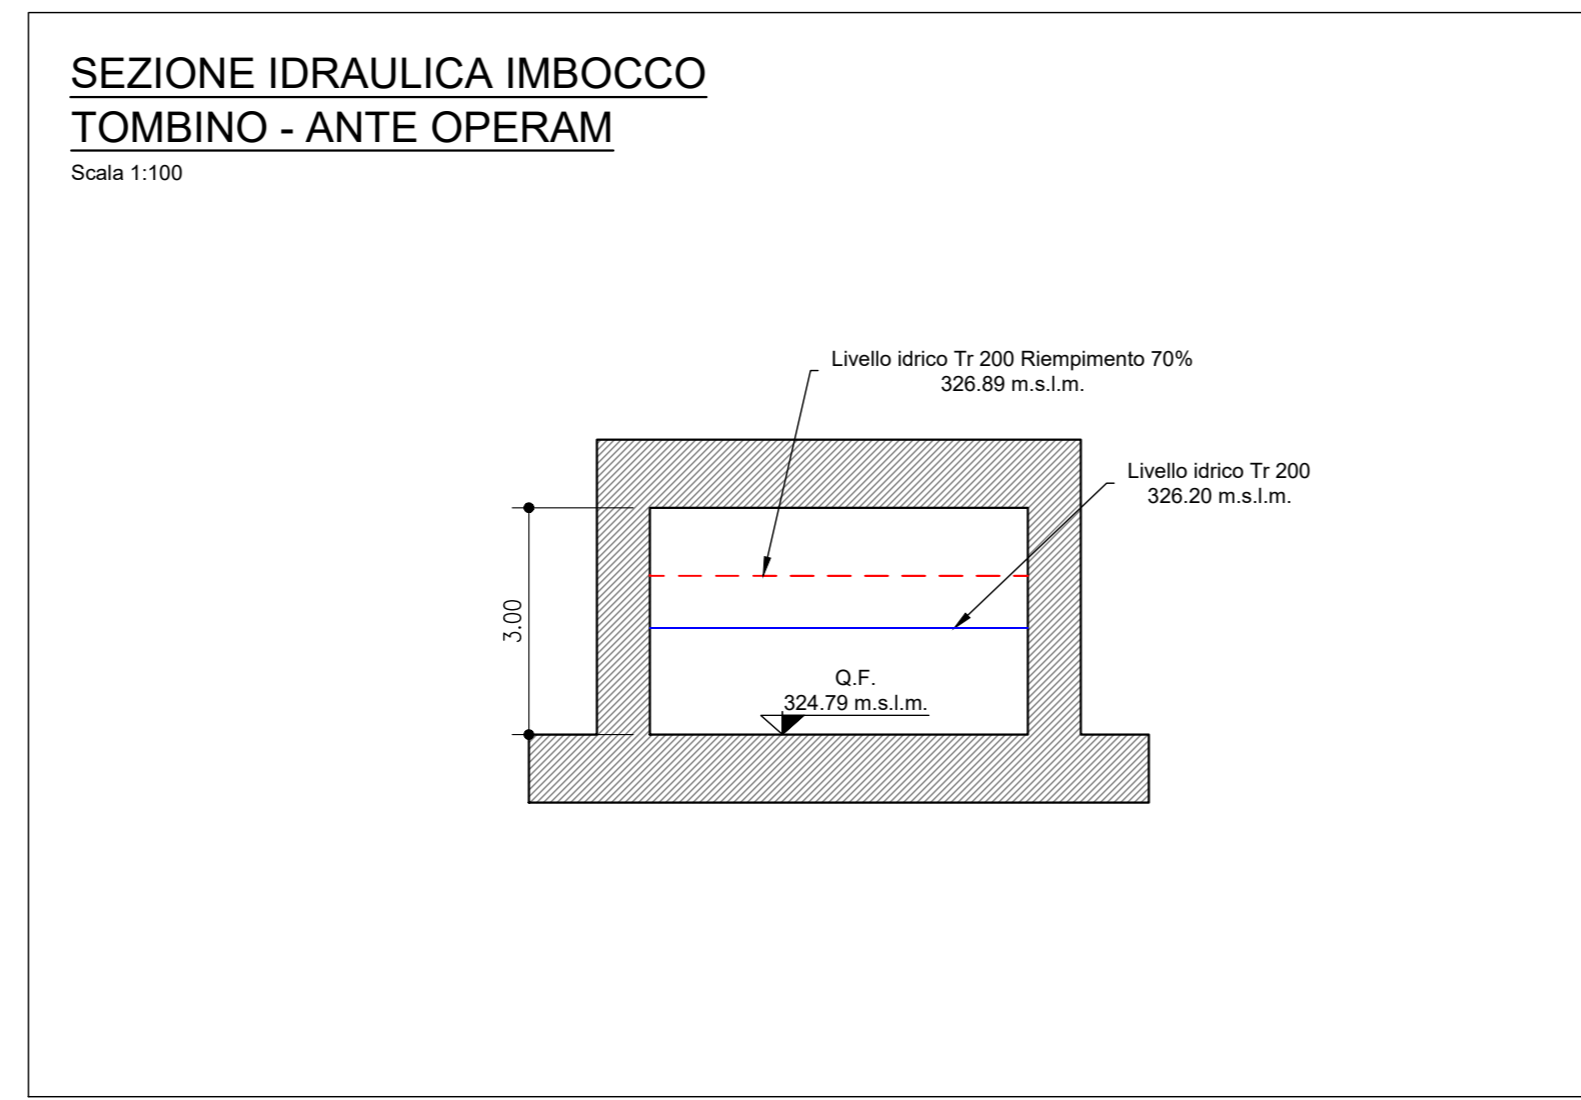 SEZIONE IDRAULICA IMBOCCO
TOMBINO - ANTE OPERAM
Scala 1:100
Livello idrico Tr 200 Riempimento 70%
326.89 m.s.l.m.
Livello idrico Tr 200
326.20 m.s.l.m.
3.00
Q.F.
324.79 m.s.l.m.